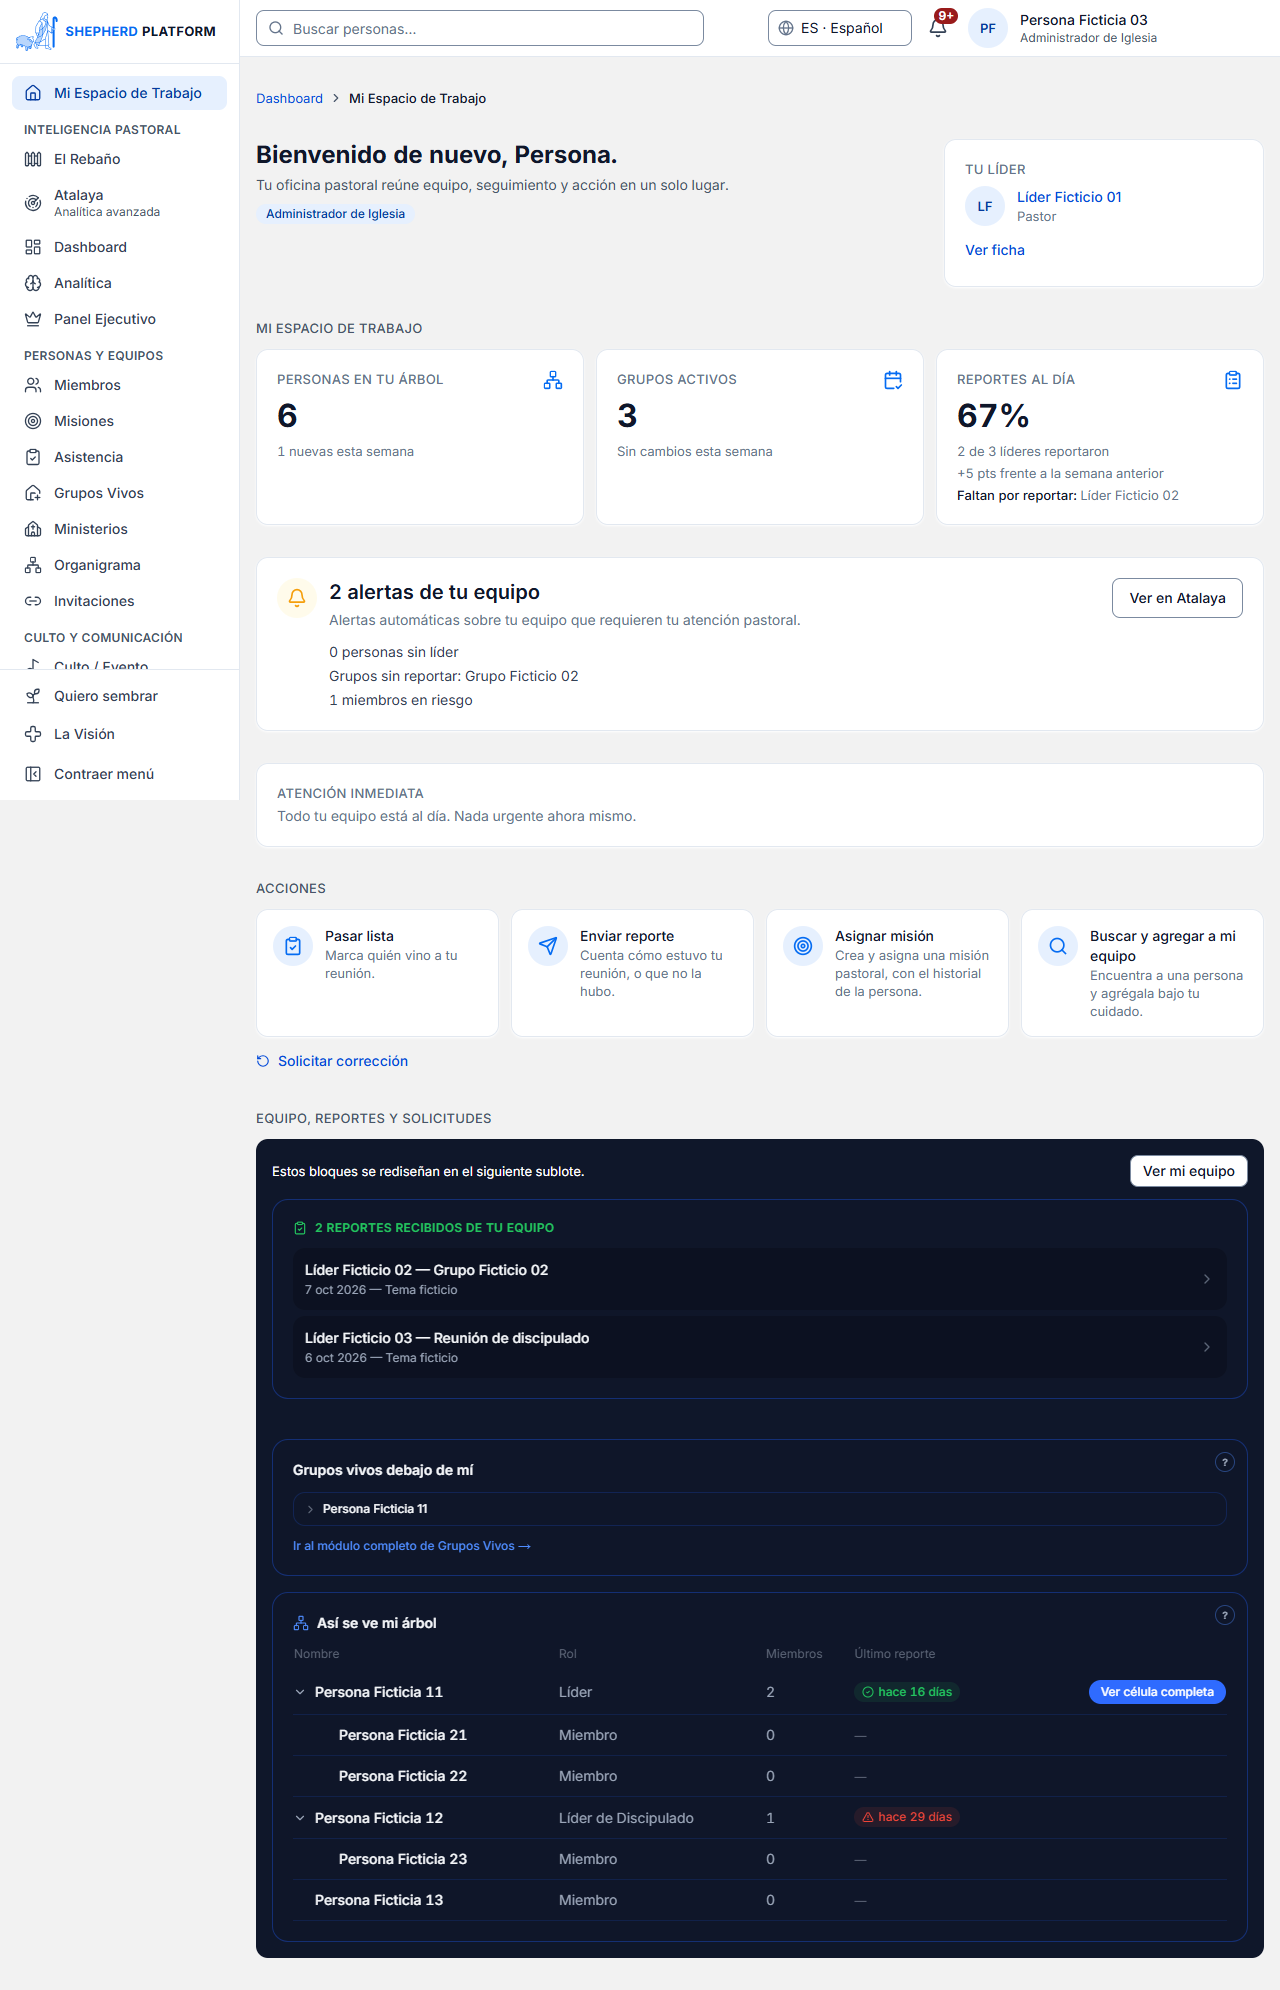 SHEPHERD PLATFORM
Buscar personas...
ES · Español
9+
PF
Persona Ficticia 03
Administrador de Iglesia
Mi Espacio de Trabajo
INTELIGENCIA PASTORAL
El Rebaño
Atalaya
Analítica avanzada
Dashboard
Analítica
Panel Ejecutivo
PERSONAS Y EQUIPOS
Miembros
Misiones
Asistencia
Grupos Vivos
Ministerios
Organigrama
Invitaciones
CULTO Y COMUNICACIÓN
Culto / Evento
Quiero sembrar
La Visión
Contraer menú
Dashboard > Mi Espacio de Trabajo
Bienvenido de nuevo, Persona.
Tu oficina pastoral reúne equipo, seguimiento y acción en un solo lugar.
Administrador de Iglesia
TU LÍDER
LF
Líder Ficticio 01
Pastor
Ver ficha
MI ESPACIO DE TRABAJO
PERSONAS EN TU ÁRBOL
6
1 nuevas esta semana
GRUPOS ACTIVOS
3
Sin cambios esta semana
REPORTES AL DÍA
67%
2 de 3 líderes reportaron
+5 pts frente a la semana anterior
Faltan por reportar: Líder Ficticio 02
2 alertas de tu equipo
Alertas automáticas sobre tu equipo que requieren tu atención pastoral.
Ver en Atalaya
0 personas sin líder
Grupos sin reportar: Grupo Ficticio 02
1 miembros en riesgo
ATENCIÓN INMEDIATA
Todo tu equipo está al día. Nada urgente ahora mismo.
ACCIONES
Pasar lista
Marca quién vino a tu
reunión.
Enviar reporte
Cuenta cómo estuvo tu
reunión, o que no la
hubo.
Asignar misión
Crea y asigna una misión
pastoral, con el historial
de la persona.
Buscar y agregar a mi
equipo
Encuentra a una persona
y agrégala bajo tu
cuidado.
Solicitar corrección
EQUIPO, REPORTES Y SOLICITUDES
Estos bloques se rediseñan en el siguiente sublote.
Ver mi equipo
2 REPORTES RECIBIDOS DE TU EQUIPO
Líder Ficticio 02 — Grupo Ficticio 02
7 oct 2026 — Tema ficticio
Líder Ficticio 03 — Reunión de discipulado
6 oct 2026 — Tema ficticio
Grupos vivos debajo de mí
?
Persona Ficticia 11
Ir al módulo completo de Grupos Vivos →
Así se ve mi árbol
?
Nombre Rol Miembros Último reporte
Persona Ficticia 11 Líder 2 hace 16 días Ver célula completa
Persona Ficticia 21 Miembro 0 —
Persona Ficticia 22 Miembro 0 —
Persona Ficticia 12 Líder de Discipulado 1 hace 29 días
Persona Ficticia 23 Miembro 0 —
Persona Ficticia 13 Miembro 0 —